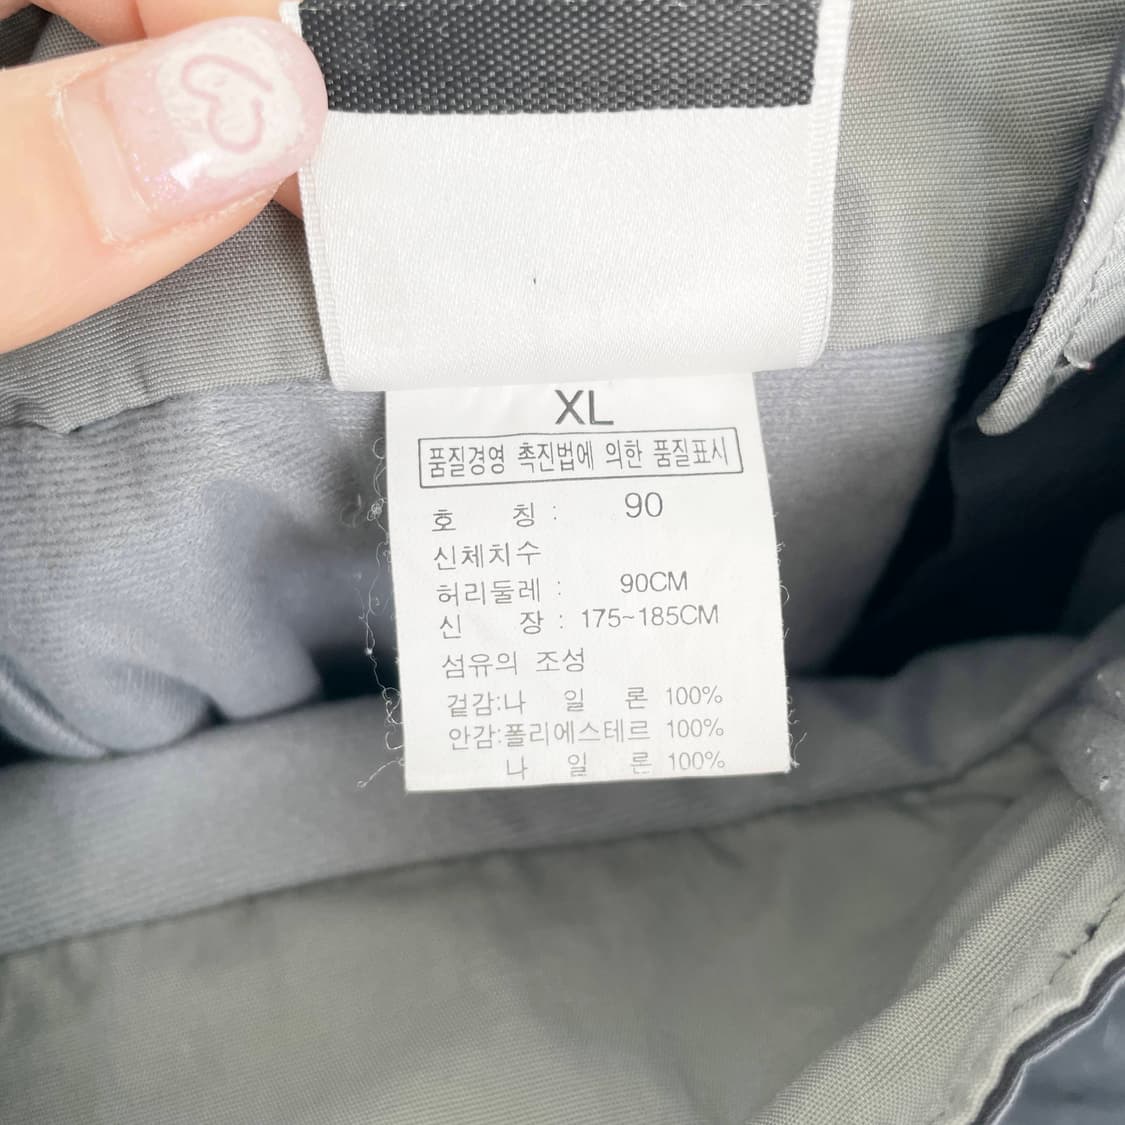 XL
품질경영 촉진법에 의한 품질표시
호 칭 : 90
신체치수
허리둘레 : 90CM
신 장 : 175~185CM
섬유의 조성
겉감:나 일 론 100%
안감:폴리에스테르 100%
나 일 론 100%